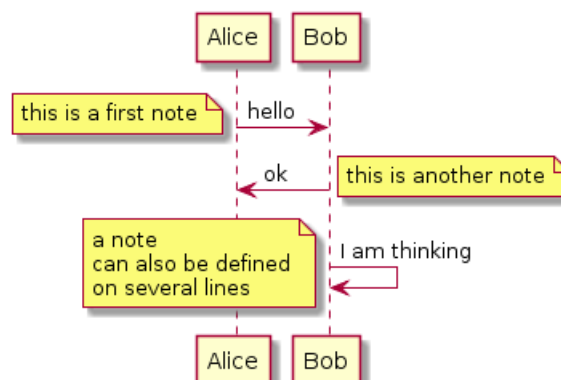 Alice Bob
this is a first note
hello
ok
this is another note
a note
can also be defined
on several lines
I am thinking
Alice Bob